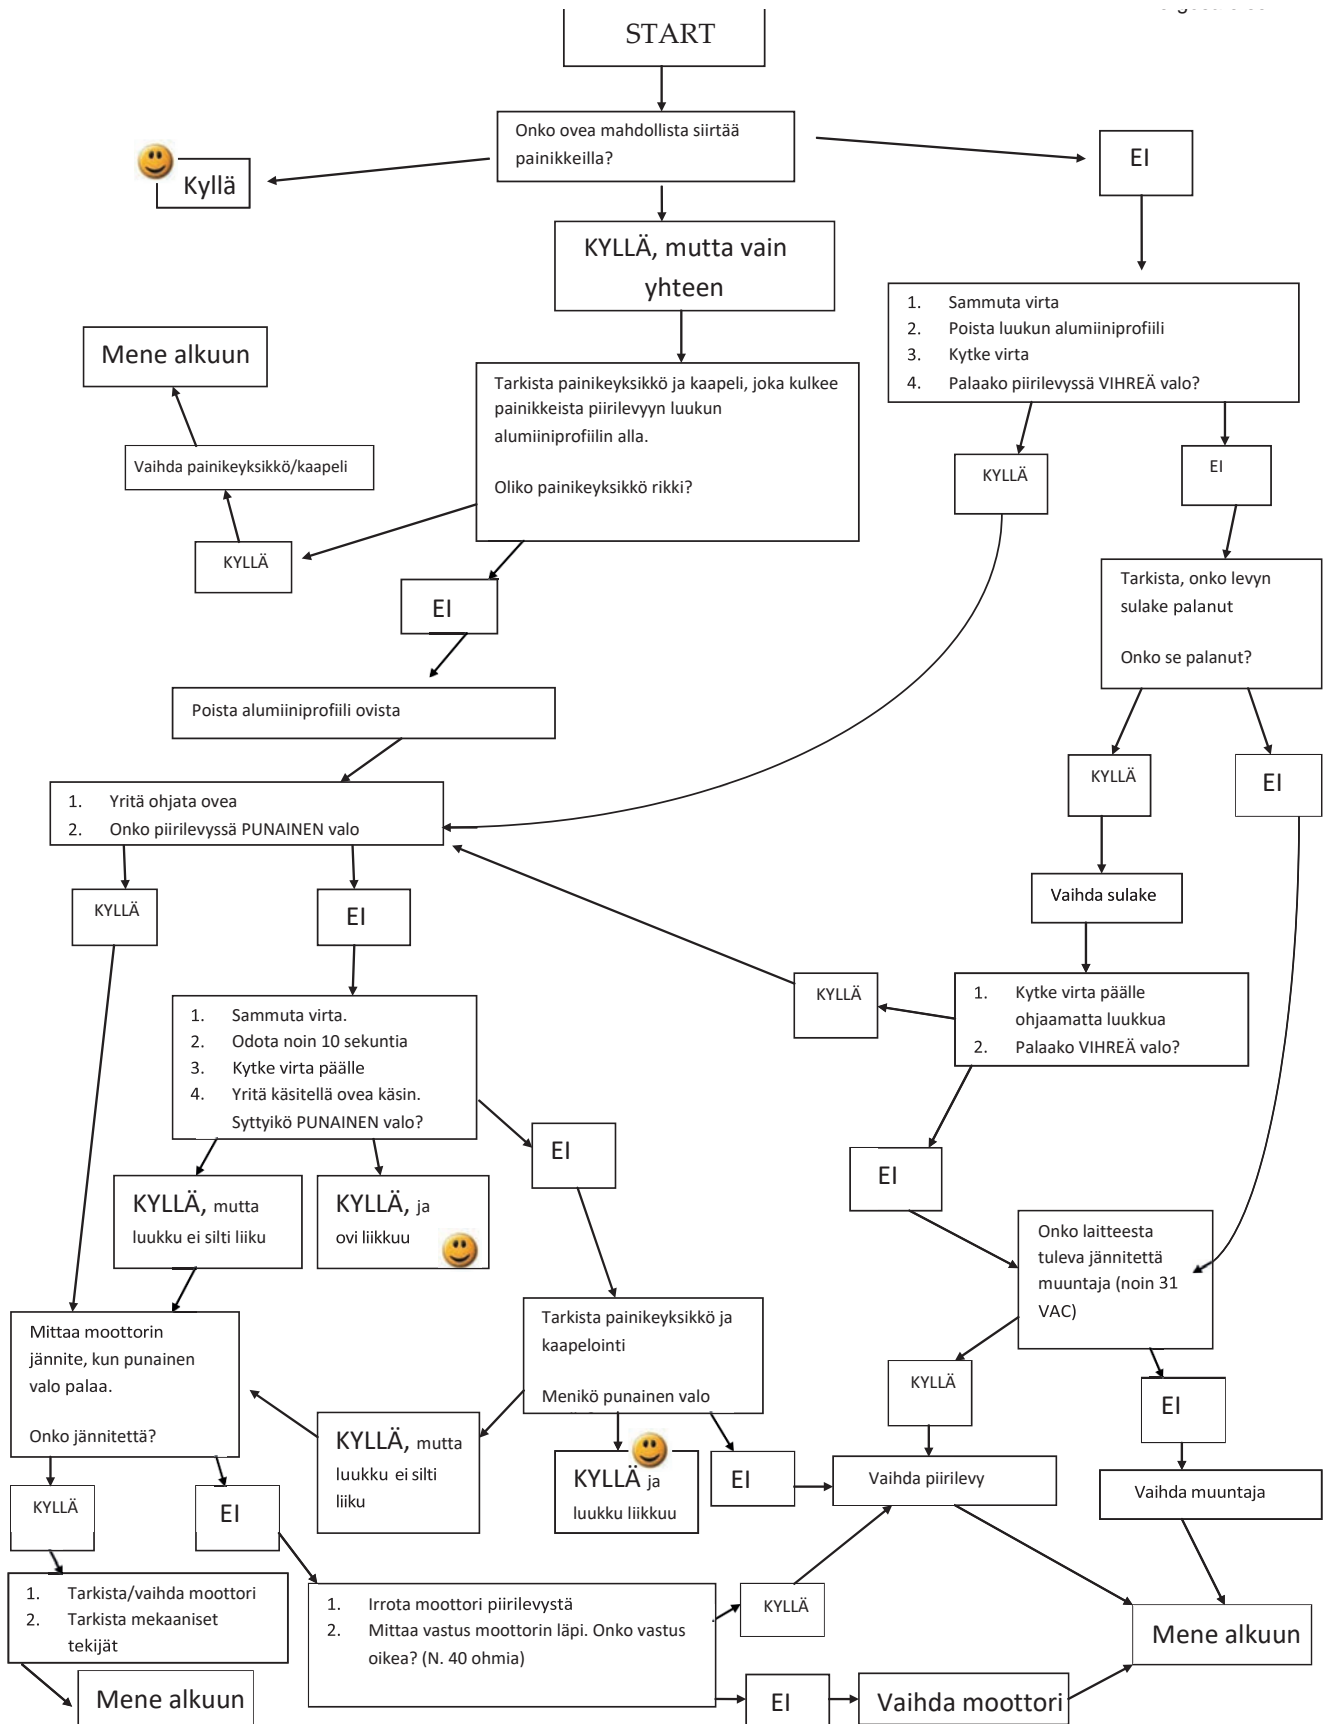 START
Onko ovea mahdollista siirtää
painikkeilla?
Kyllä
EI
KYLLÄ, mutta vain
yhteen
1. Sammuta virta
2. Poista luukun alumiiniprofiili
3. Kytke virta
4. Palaako piirilevyssä VIHREÄ valo?
Mene alkuun
Tarkista painikeyksikkö ja kaapeli, joka kulkee
painikkeista piirilevyyn luukun
alumiiniprofiilin alla.
Oliko painikeyksikkö rikki?
Vaihda painikeyksikkö/kaapeli
KYLLÄ
EI
KYLLÄ
EI
Tarkista, onko levyn
sulake palanut
Onko se palanut?
Poista alumiiniprofiili ovista
KYLLÄ
EI
1. Yritä ohjata ovea
2. Onko piirilevyssä PUNAINEN valo
KYLLÄ
EI
Vaihda sulake
KYLLÄ
1. Kytke virta päälle
ohjaamatta luukkua
2. Palaako VIHREÄ valo?
1. Sammuta virta.
2. Odota noin 10 sekuntia
3. Kytke virta päälle
4. Yritä käsitellä ovea käsin.
Syttyikö PUNAINEN valo?
EI
EI
KYLLÄ, mutta
luukku ei silti liiku
KYLLÄ, ja
ovi liikkuu
Onko laitteesta
tuleva jännitettä
muuntaja (noin 31
VAC)
Mittaa moottorin
jännite, kun punainen
valo palaa.
Onko jännitettä?
Tarkista painikeyksikkö ja
kaapelointi
Menikö punainen valo
KYLLÄ
EI
KYLLÄ, mutta
luukku ei silti
liiku
KYLLÄ ja
luukku liikkuu
EI
Vaihda piirilevy
Vaihda muuntaja
KYLLÄ
EI
1. Tarkista/vaihda moottori
2. Tarkista mekaaniset
tekijät
1. Irrota moottori piirilevystä
2. Mittaa vastus moottorin läpi. Onko vastus
oikea? (N. 40 ohmia)
KYLLÄ
Mene alkuun
Mene alkuun
EI
Vaihda moottori